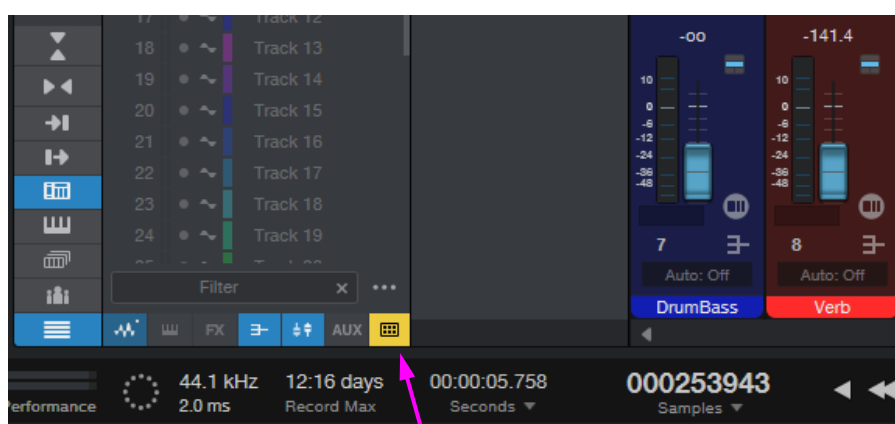 17 Track 12
18 Track 13
19 Track 14
20 Track 15
21 Track 16
22 Track 17
23 Track 18
24 Track 19
Filter
FX AUX
-oo
10
0
-6
-12
-24
-36
-48
7
Auto: Off
DrumBass
-141.4
10
0
-6
-12
-24
-36
-48
8
Auto: Off
Verb
Performance
44.1 kHz
2.0 ms
12:16 days
Record Max
00:00:05.758
Seconds
000253943
Samples